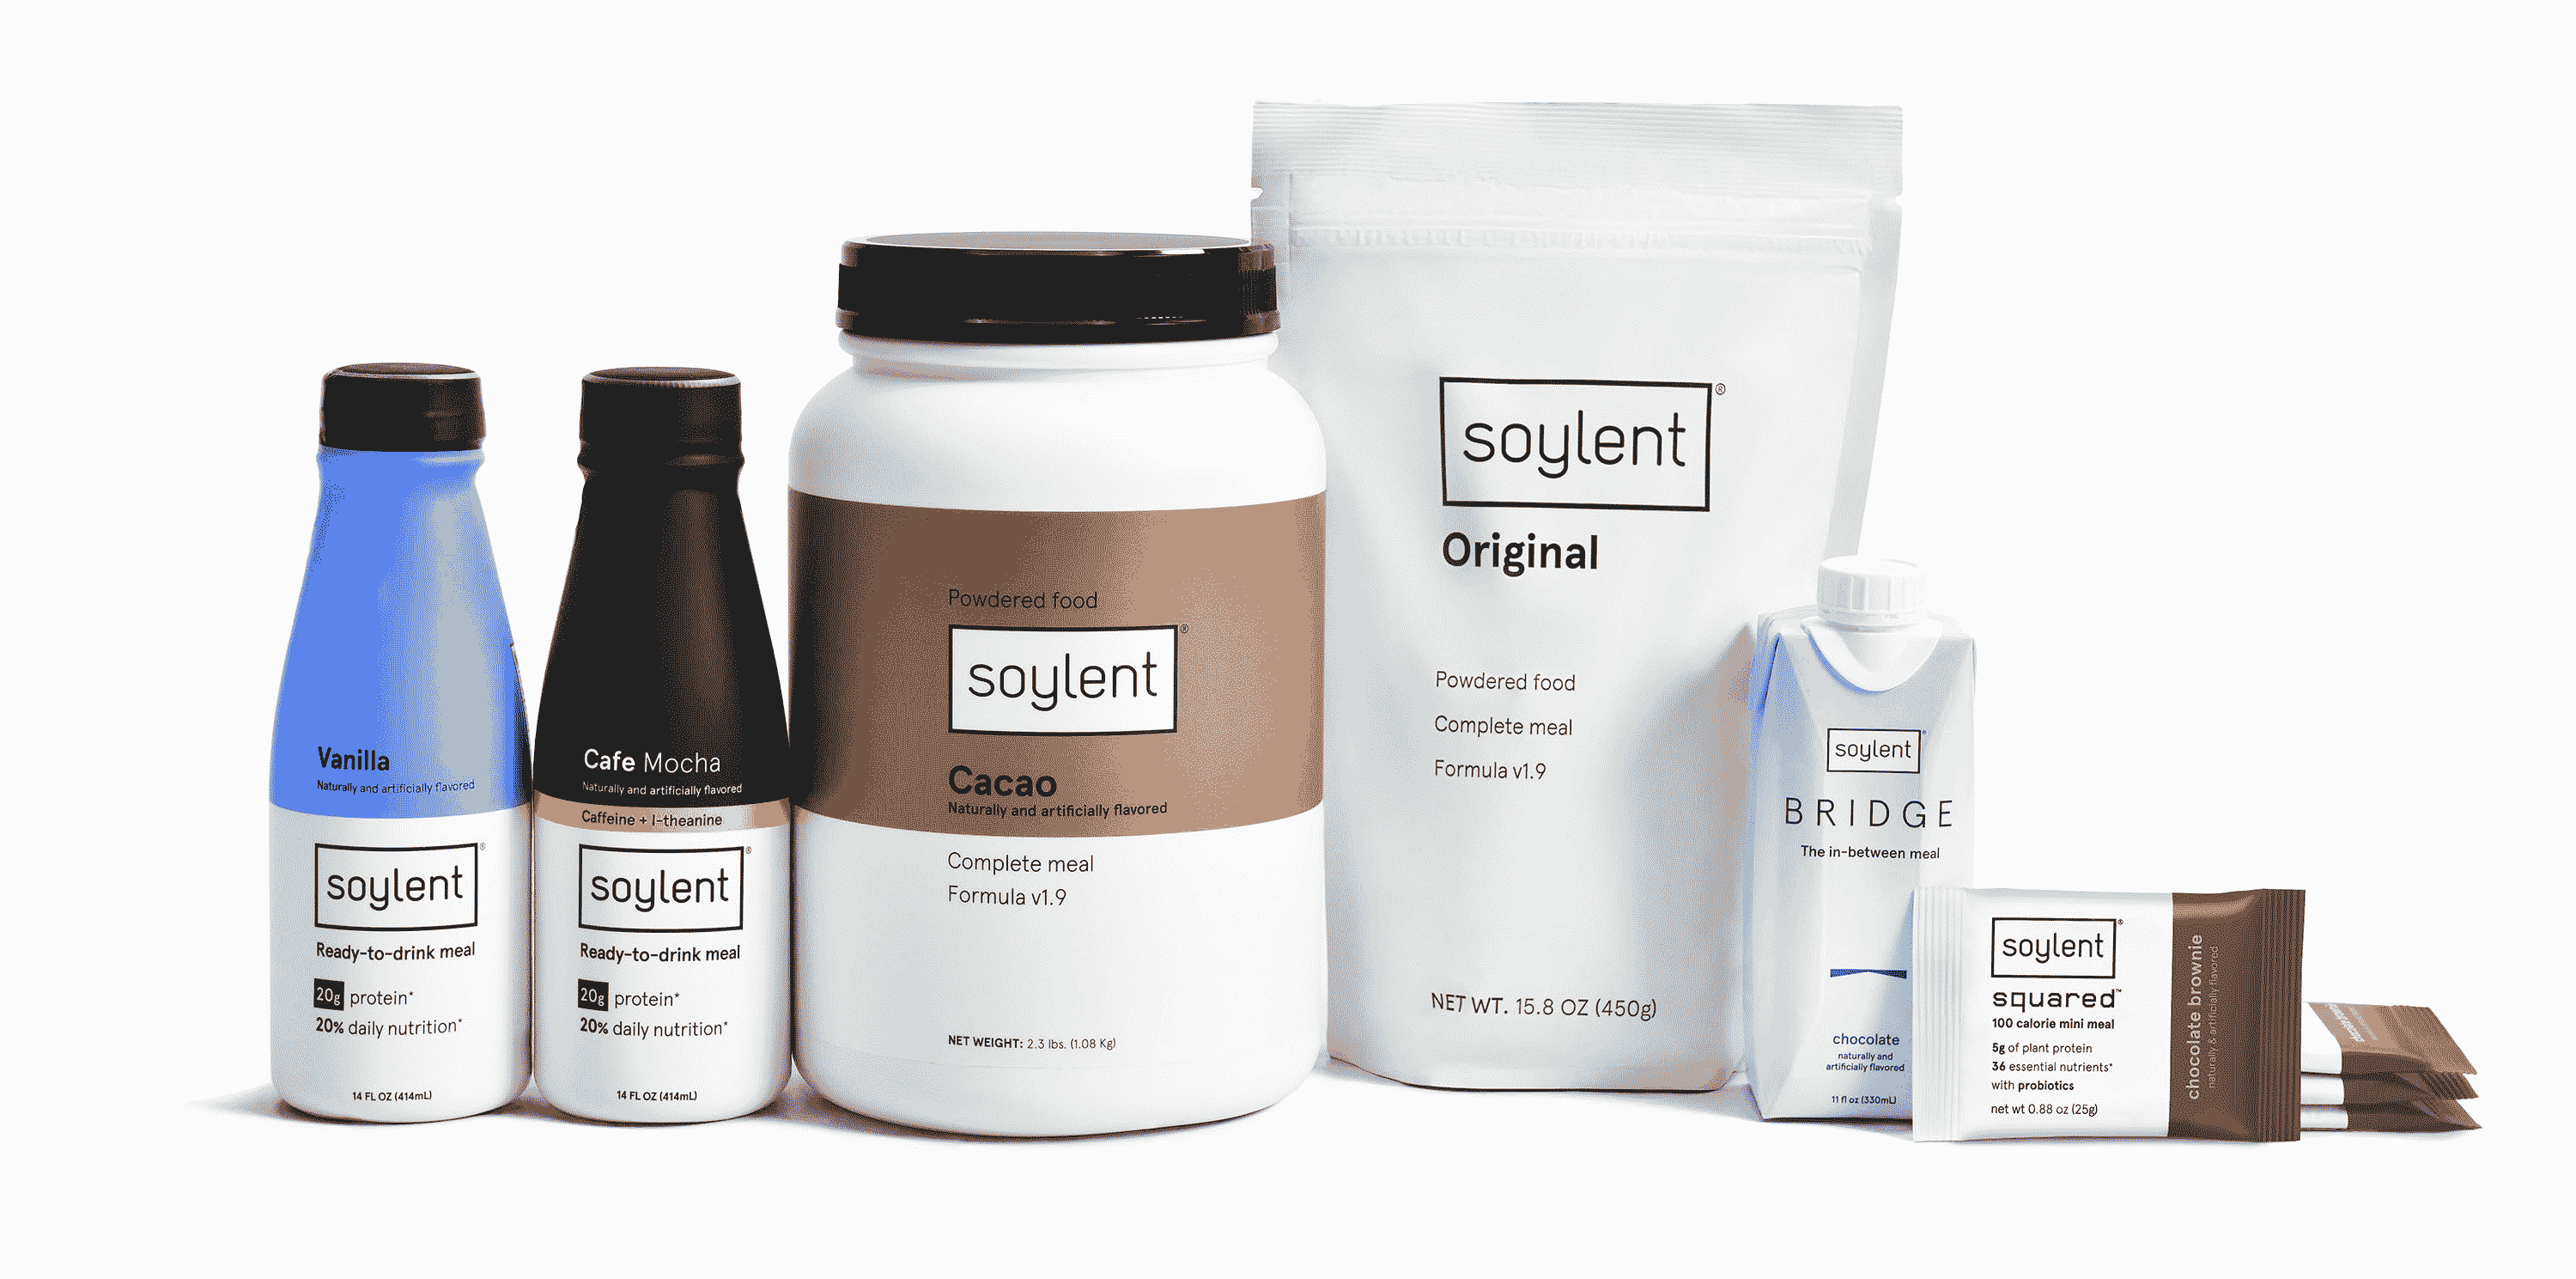 Vanilla
Naturally and artificially flavored
soylent®
Ready-to-drink meal
20g protein*
20% daily nutrition*
14 FL OZ (414mL)
Cafe Mocha
Naturally and artificially flavored
Caffeine + l-theanine
soylent®
Ready-to-drink meal
20g protein*
20% daily nutrition*
14 FL OZ (414mL)
Powdered food
soylent®
Cacao
Naturally and artificially flavored
Complete meal
Formula v1.9
NET WEIGHT: 2.3 lbs. (1.08 Kg)
soylent®
Original
Powdered food
Complete meal
Formula v1.9
NET WT. 15.8 OZ (450g)
soylent
BRIDGE
The in-between meal
chocolate
naturally and
artificially flavored
11 fl oz (330mL)
soylent®
squared™
100 calorie mini meal
5g of plant protein
36 essential nutrients*
with probiotics
net wt 0.88 oz (25g)
chocolate brownie
naturally & artificially flavored